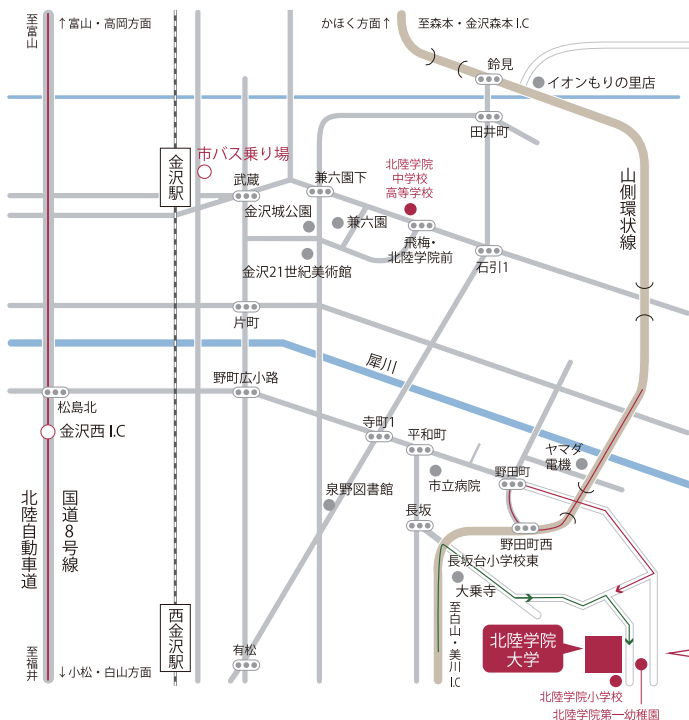 至富山
↑富山・高岡方面
かほく方面↑
至森本・金沢森本I.C
鈴見
イオンもりの里店
田井町
金沢駅
市バス乗り場
武蔵
兼六園下
北陸学院
中学校
高等学校
山側環状線
金沢城公園
兼六園
飛梅・
北陸学院前
石引1
金沢21世紀美術館
片町
犀川
野町広小路
松島北
金沢西I.C
寺町1
平和町
ヤマダ
電機
泉野図書館
市立病院
野田町
長坂
野田町西
北陸自動車道
国道8号線
長坂台小学校東
大乗寺
至白山・美川I.C
西金沢駅
有松
北陸学院
大学
至福井
↓小松・白山方面
北陸学院小学校
北陸学院第一幼稚園